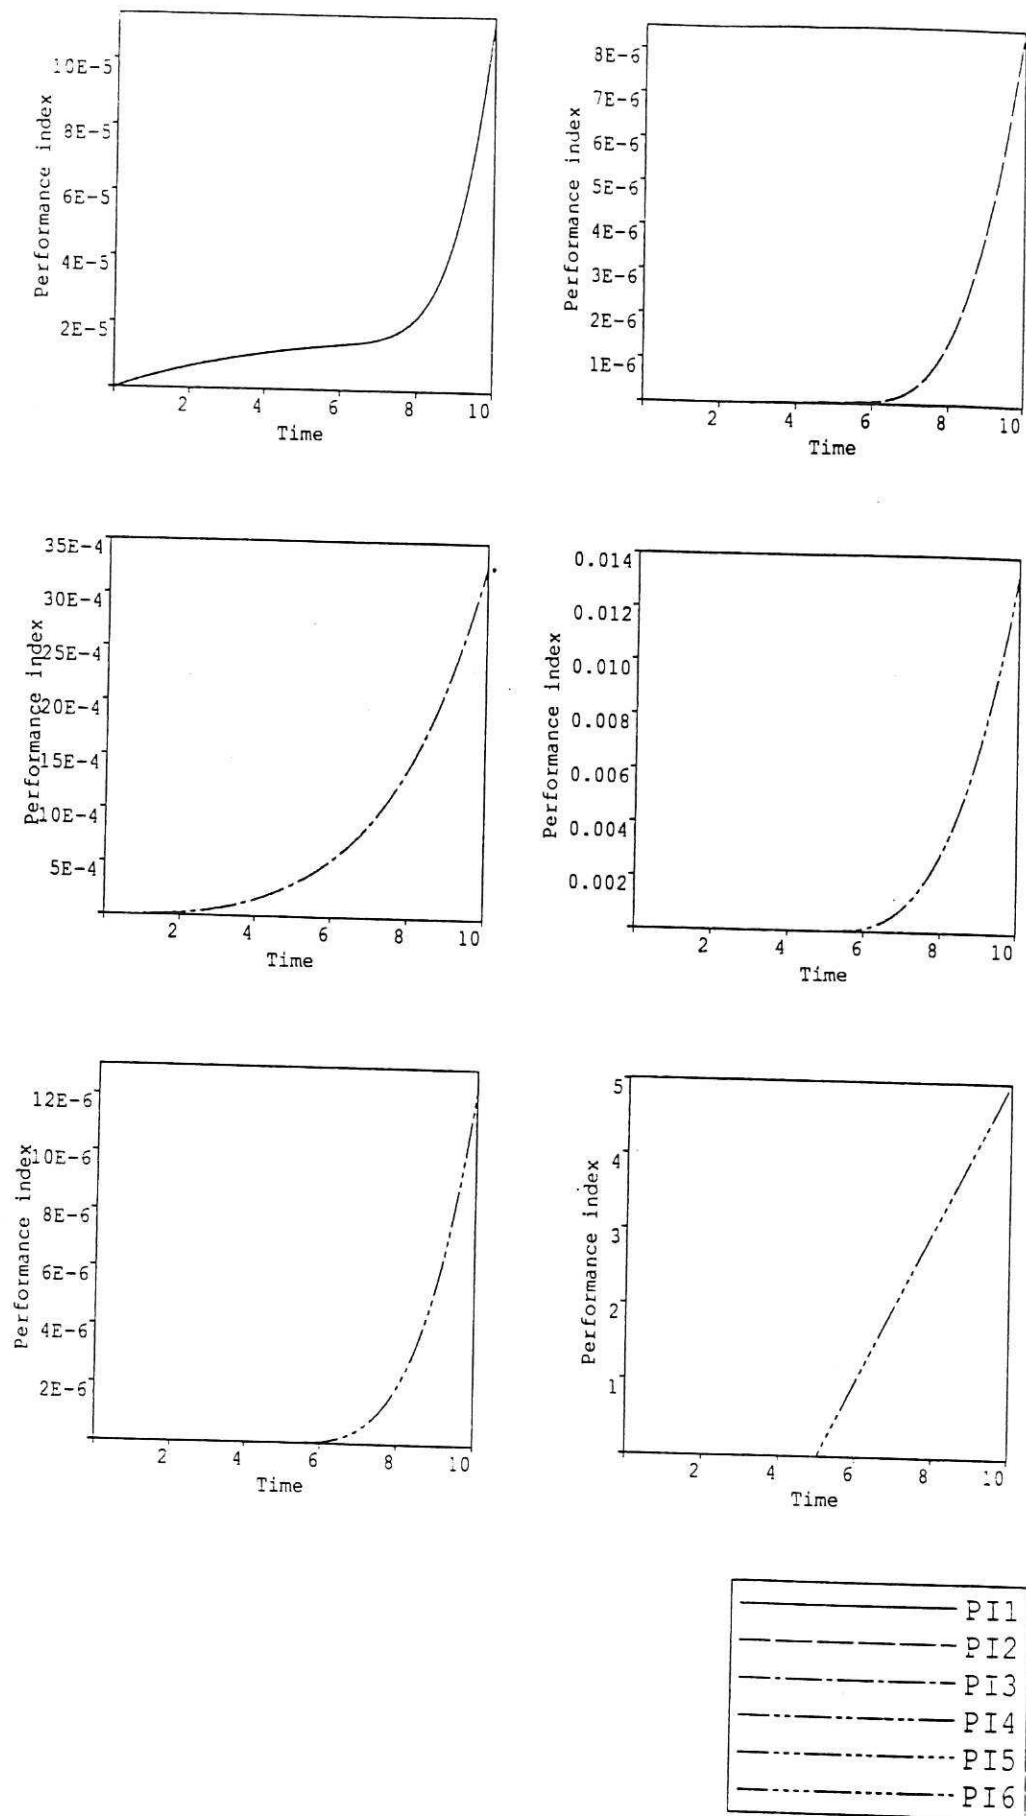 Performance index
10E-5
8E-5
6E-5
4E-5
2E-5
2 4 6 8 10
Time
Performance index
8E-6
7E-6
6E-6
5E-6
4E-6
3E-6
2E-6
1E-6
2 4 6 8 10
Time
Performance index
35E-4
30E-4
25E-4
20E-4
15E-4
10E-4
5E-4
2 4 6 8 10
Time
Performance index
0.014
0.012
0.010
0.008
0.006
0.004
0.002
2 4 6 8 10
Time
Performance index
12E-6
10E-6
8E-6
6E-6
4E-6
2E-6
2 4 6 8 10
Time
Performance index
5
4
3
2
1
2 4 6 8 10
Time
PI1
PI2
PI3
PI4
PI5
PI6